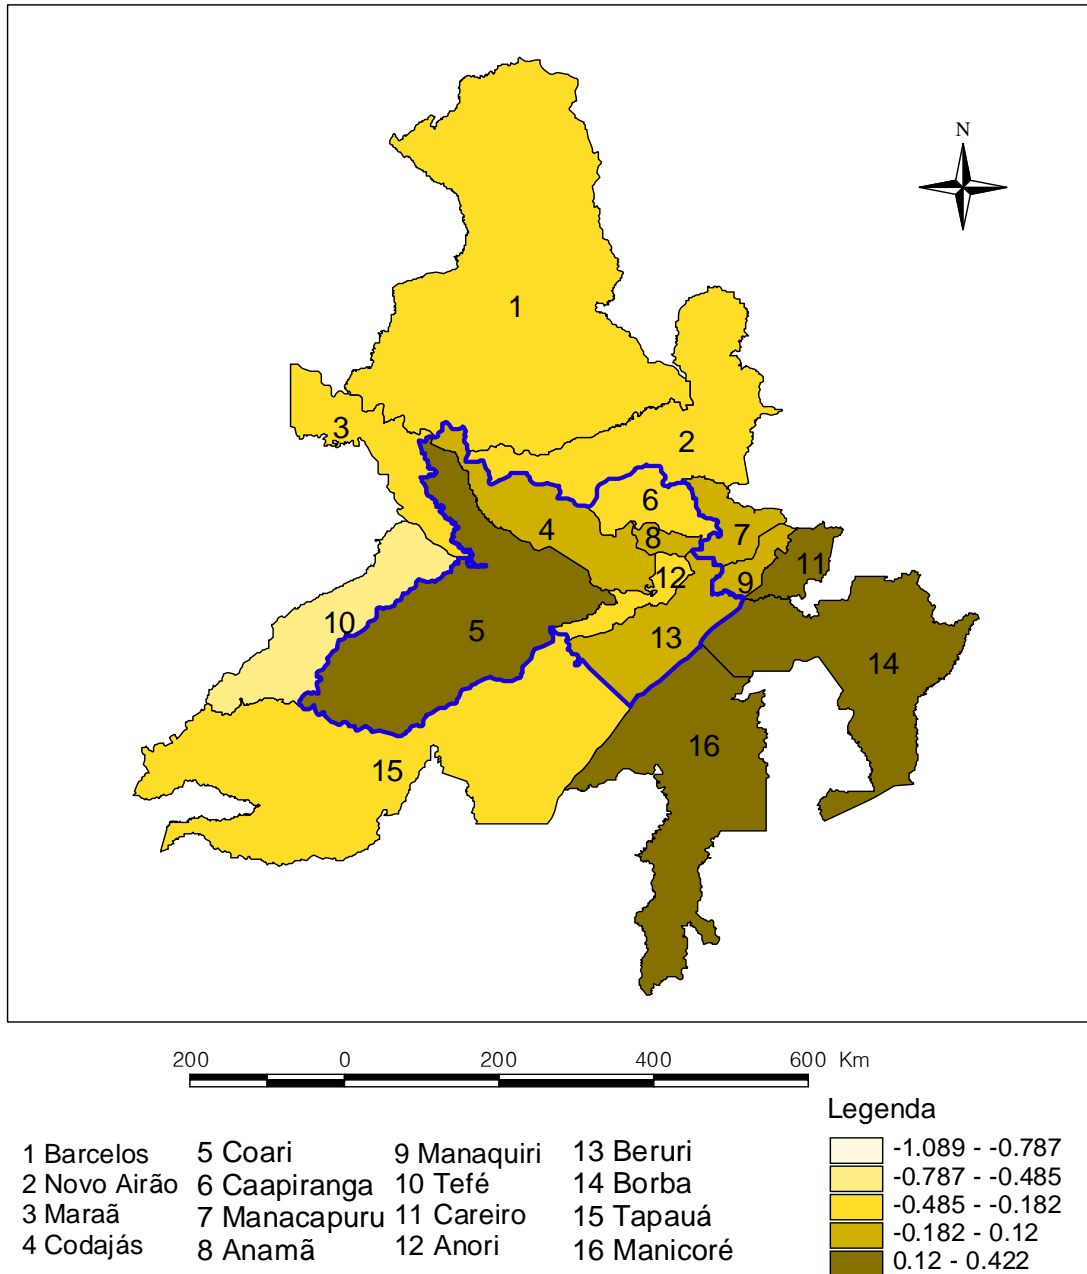 N
1
2
3
6
4
7
8
11
12
9
10
5
13
14
16
15
200 0 200 400 600 Km
Legenda
1 Barcelos 5 Coari 9 Manaquiri 13 Beruri -1.089 - -0.787
2 Novo Airão 6 Caapiranga 10 Tefé 14 Borba -0.787 - -0.485
3 Maraã 7 Manacapuru 11 Careiro 15 Tapauá -0.485 - -0.182
4 Codajás 8 Anamã 12 Anori 16 Manicoré -0.182 - 0.12
0.12 - 0.422